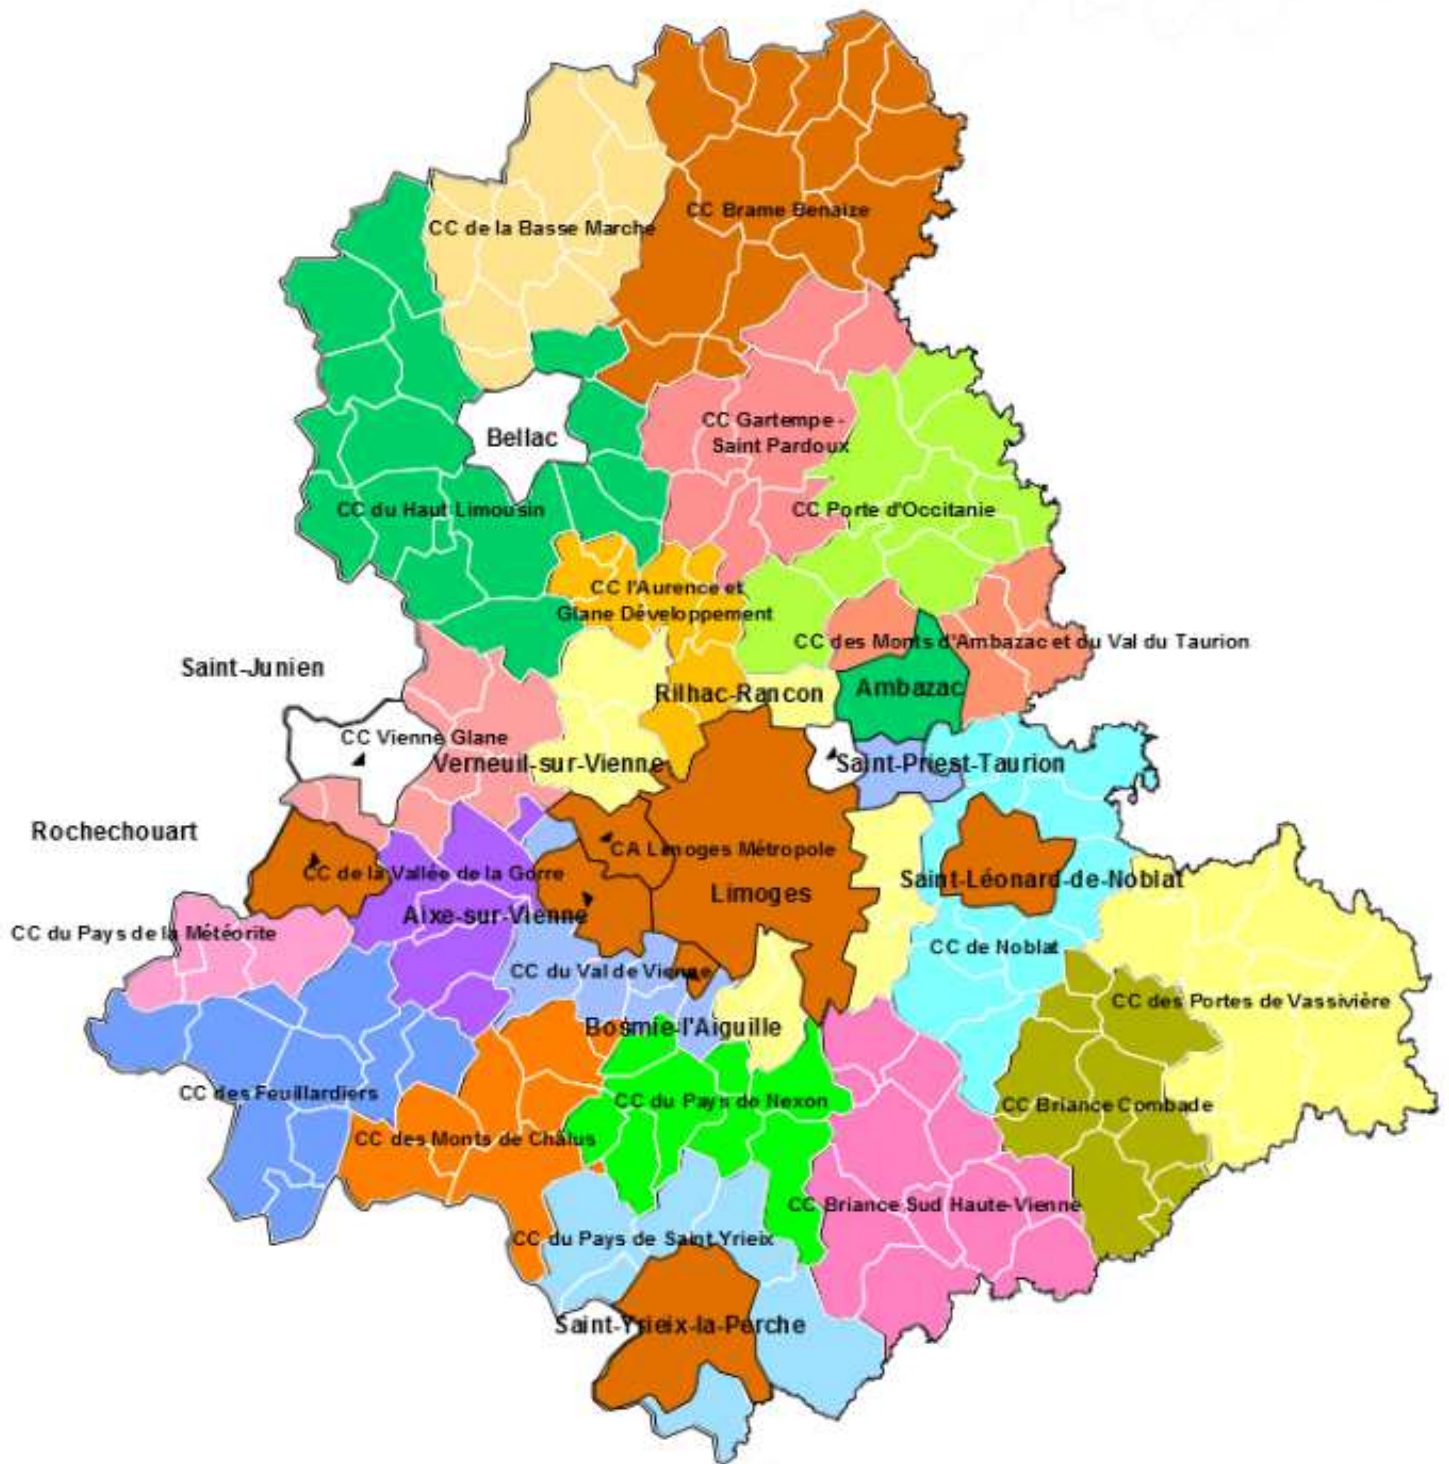 CC Brame Benaize
CC de la Basse Marche
CC Gartempe -
Saint Pardoux
Bellac
CC du Haut Limousin
CC Porte d'Occitanie
CC l'Aurence et
Glane Développement
CC des Monts d'Ambazac et du Val du Taurion
Saint-Junien
Rilhac-Rancon
Ambazac
CC Vienne Glane
Verneuil-sur-Vienne
Saint-Priest-Taurion
Rochechouart
CA Limoges Métropole
CC de la Vallée de la Gorre
Limoges
Saint-Léonard-de-Noblat
Aixe-sur-Vienne
CC du Pays de la Météorite
CC de Noblat
CC du Val de Vienne
CC des Portes de Vassivière
Bosmie-l'Aiguille
CC des Feuillardiers
CC du Pays de Nexon
CC Briance Combade
CC des Monts de Châlus
CC Briance Sud Haute-Vienne
CC du Pays de Saint Yrieix
Saint-Yrieix-la-Perche